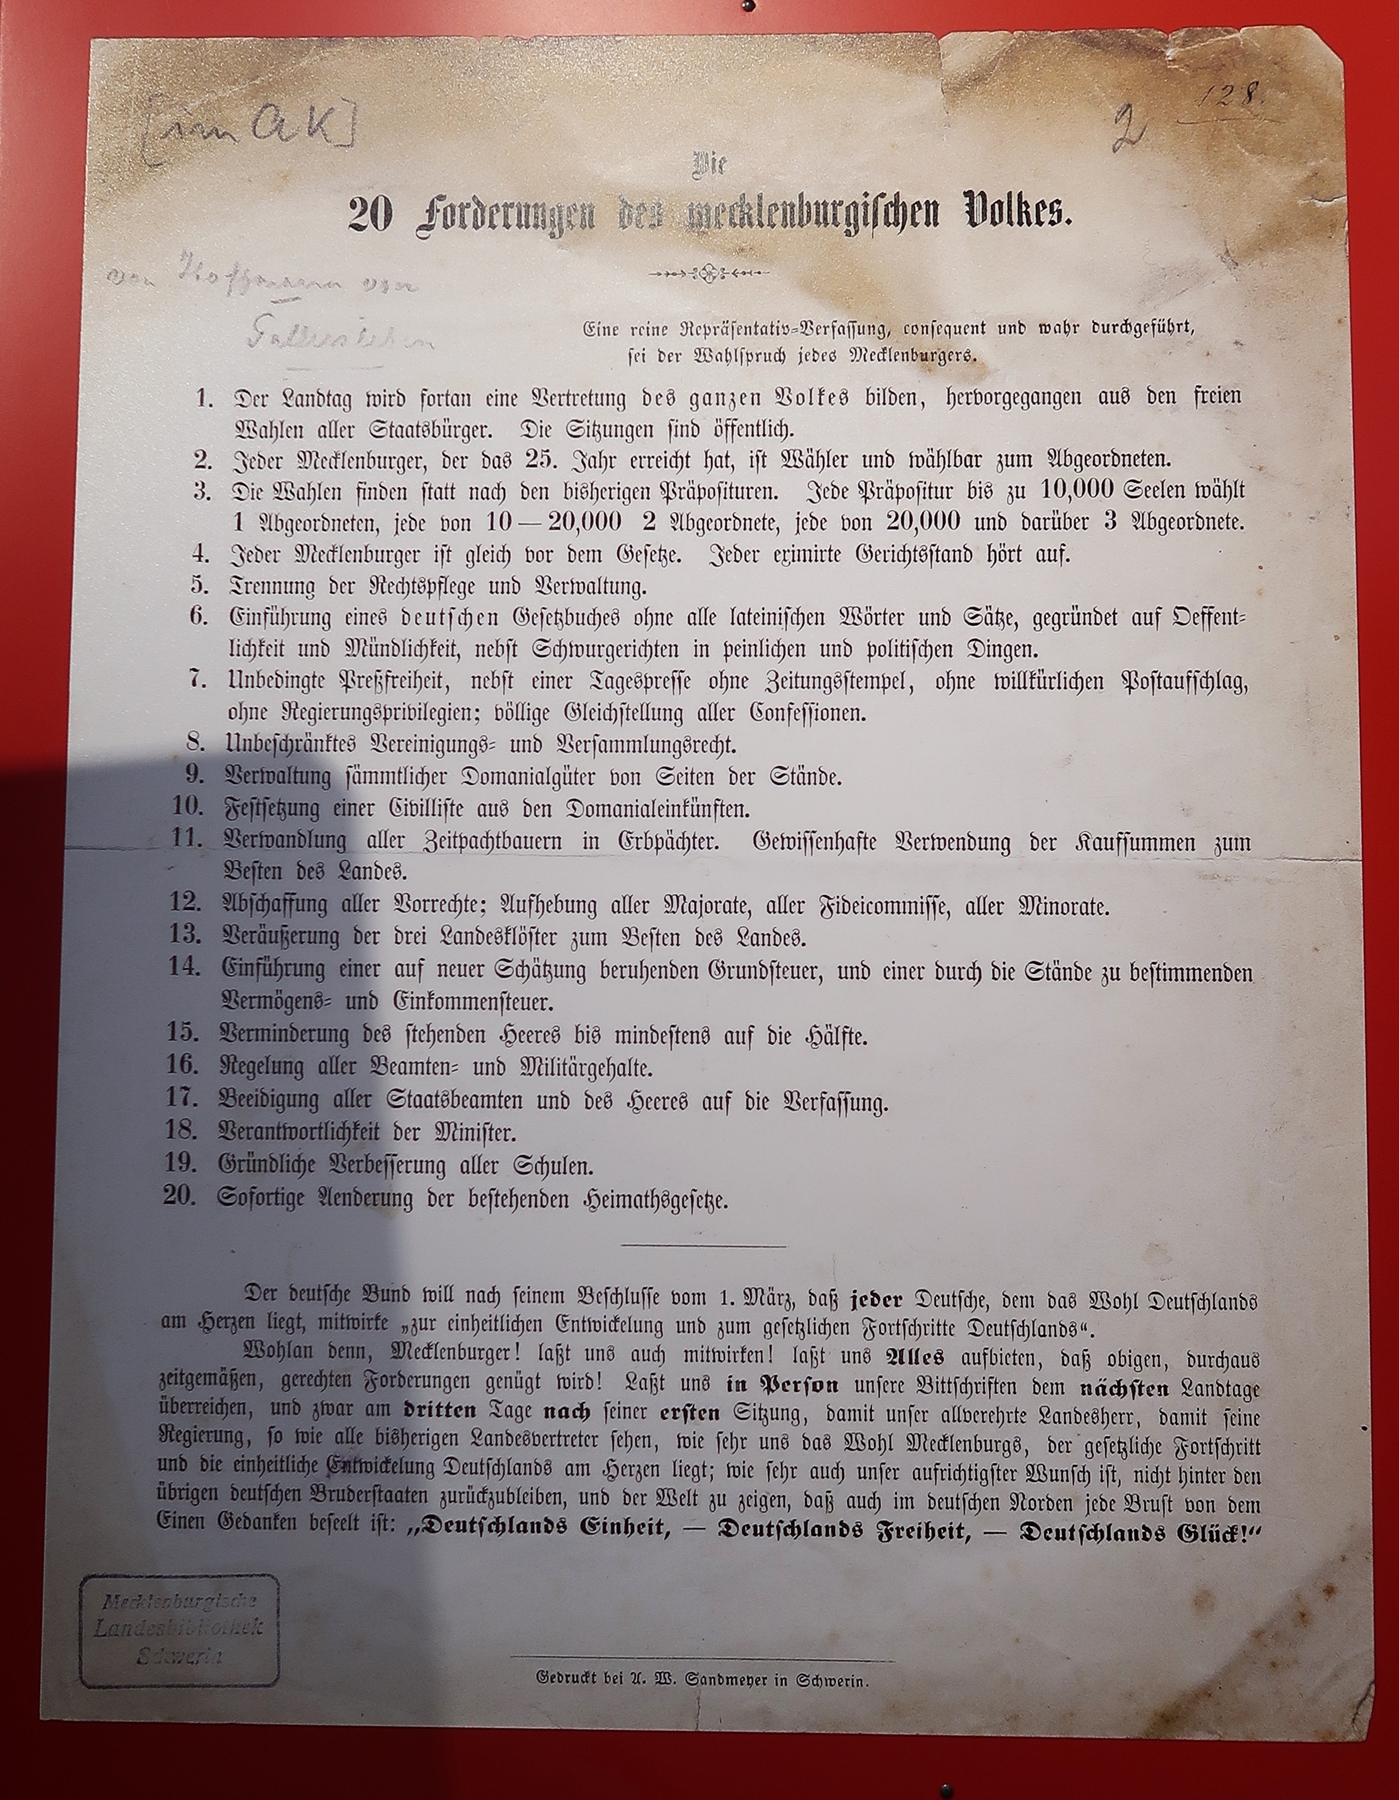 [im AK]
2
128.
Die
20 Forderungen des mecklenburgischen Volkes.
von Hoffmann von
Fallersleben
Eine reine Repräsentativ-Verfassung, consequent und wahr durchgeführt,
sei der Wahlspruch jedes Mecklenburgers.
1. Der Landtag wird fortan eine Vertretung des ganzen Volkes bilden, hervorgegangen aus den freien
Wahlen aller Staatsbürger. Die Sitzungen sind öffentlich.
2. Jeder Mecklenburger, der das 25. Jahr erreicht hat, ist Wähler und wählbar zum Abgeordneten.
3. Die Wahlen finden statt nach den bisherigen Präposituren. Jede Präpositur bis zu 10,000 Seelen wählt
1 Abgeordneten, jede von 10—20,000 2 Abgeordnete, jede von 20,000 und darüber 3 Abgeordnete.
4. Jeder Mecklenburger ist gleich vor dem Gesetze. Jeder eximirte Gerichtsstand hört auf.
5. Trennung der Rechtspflege und Verwaltung.
6. Einführung eines deutschen Gesetzbuches ohne alle lateinischen Wörter und Sätze, gegründet auf Oeffent-
lichkeit und Mündlichkeit, nebst Schwurgerichten in peinlichen und politischen Dingen.
7. Unbedingte Preßfreiheit, nebst einer Tagespresse ohne Zeitungsstempel, ohne willkürlichen Postaufschlag,
ohne Regierungsprivilegien; völlige Gleichstellung aller Confessionen.
8. Unbeschränktes Vereinigungs- und Versammlungsrecht.
9. Verwaltung sämmtlicher Domanialgüter von Seiten der Stände.
10. Festsetzung einer Civilliste aus den Domanialeinkünften.
11. Verwandlung aller Zeitpachtbauern in Erbpächter. Gewissenhafte Verwendung der Kaufsummen zum
Besten des Landes.
12. Abschaffung aller Vorrechte; Aufhebung aller Majorate, aller Fideicommisse, aller Minorate.
13. Veräußerung der drei Landesklöster zum Besten des Landes.
14. Einführung einer auf neuer Schätzung beruhenden Grundsteuer, und einer durch die Stände zu bestimmenden
Vermögens- und Einkommensteuer.
15. Verminderung des stehenden Heeres bis mindestens auf die Hälfte.
16. Regelung aller Beamten- und Militärgehalte.
17. Beeidigung aller Staatsbeamten und des Heeres auf die Verfassung.
18. Verantwortlichkeit der Minister.
19. Gründliche Verbesserung aller Schulen.
20. Sofortige Aenderung der bestehenden Heimathsgesetze.
Der deutsche Bund will nach seinem Beschlusse vom 1. März, daß jeder Deutsche, dem das Wohl Deutschlands
am Herzen liegt, mitwirke „zur einheitlichen Entwickelung und zum gesetzlichen Fortschritte Deutschlands“.
Wohlan denn, Mecklenburger! laßt uns auch mitwirken! laßt uns Alles aufbieten, daß obigen, durchaus
zeitgemäßen, gerechten Forderungen genügt wird! Laßt uns in Person unsere Bittschriften dem nächsten Landtage
überreichen, und zwar am dritten Tage nach seiner ersten Sitzung, damit unser allverehrte Landesherr, damit seine
Regierung, so wie alle bisherigen Landesvertreter sehen, wie sehr uns das Wohl Mecklenburgs, der gesetzliche Fortschritt
und die einheitliche Entwickelung Deutschlands am Herzen liegt; wie sehr auch unser aufrichtigster Wunsch ist, nicht hinter den
übrigen deutschen Bruderstaaten zurückzubleiben, und der Welt zu zeigen, daß auch im deutschen Norden jede Brust von dem
Einen Gedanken beseelt ist: „Deutschlands Einheit, — Deutschlands Freiheit, — Deutschlands Glück!“
Mecklenburgische
Landesbibliothek
Schwerin
Gedruckt bei A. W. Sandmeyer in Schwerin.